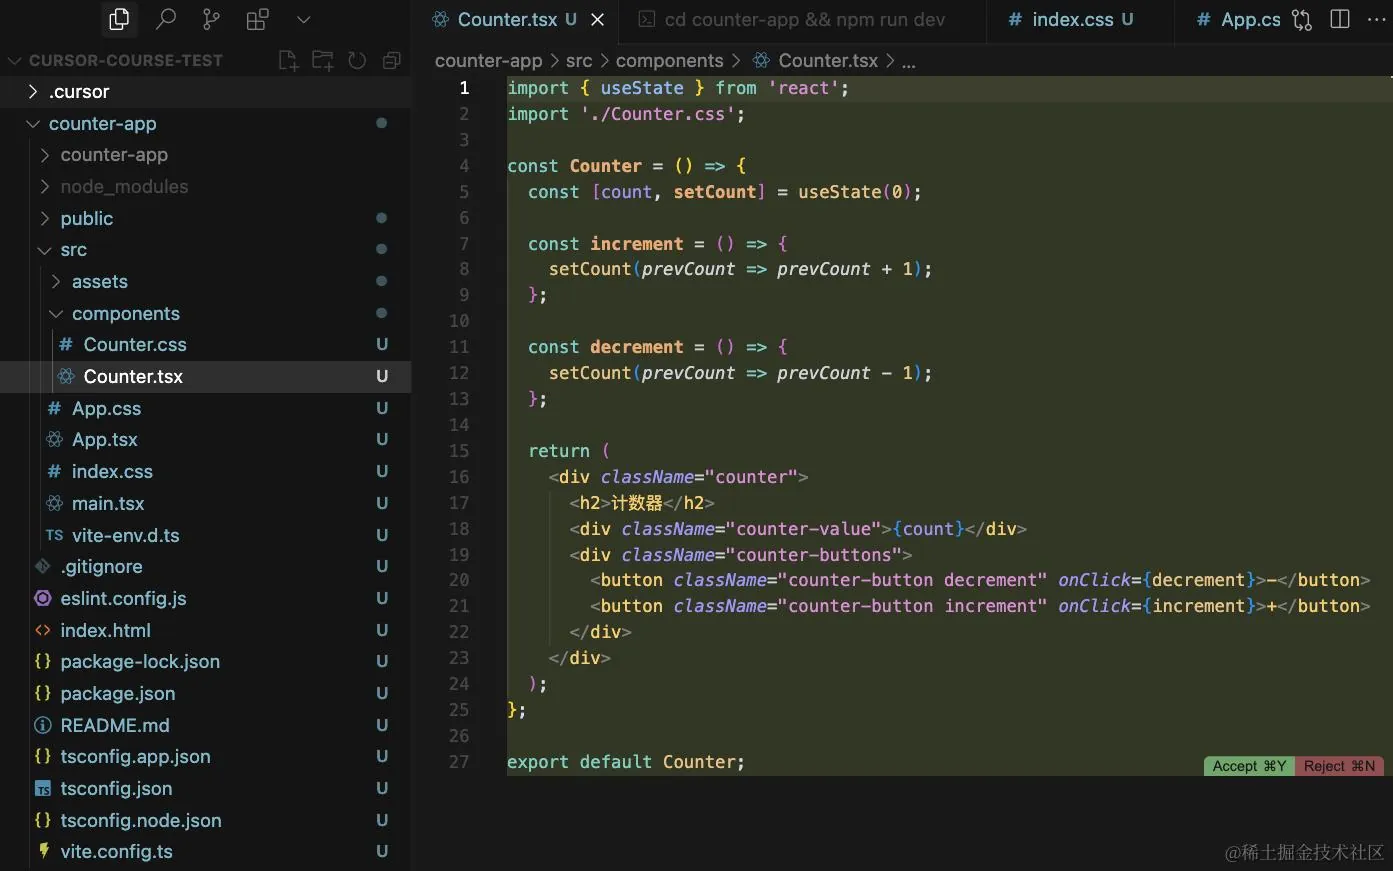 Counter.tsx U
cd counter-app && npm run dev
# index.css U
# App.cs
CURSOR-COURSE-TEST
.cursor
counter-app
counter-app
node_modules
public
src
assets
components
# Counter.css U
Counter.tsx U
# App.css U
App.tsx U
# index.css U
main.tsx U
TS vite-env.d.ts U
.gitignore U
eslint.config.js U
<> index.html U
{} package-lock.json U
{} package.json U
README.md U
{} tsconfig.app.json U
TS tsconfig.json U
{} tsconfig.node.json U
vite.config.ts U
counter-app > src > components > Counter.tsx > ...
1 import { useState } from 'react';
2 import './Counter.css';
3
4 const Counter = () => {
5 const [count, setCount] = useState(0);
6
7 const increment = () => {
8 setCount(prevCount => prevCount + 1);
9 };
10
11 const decrement = () => {
12 setCount(prevCount => prevCount - 1);
13 };
14
15 return (
16 <div className="counter">
17 <h2>计数器</h2>
18 <div className="counter-value">{count}</div>
19 <div className="counter-buttons">
20 <button className="counter-button decrement" onClick={decrement}>-</button>
21 <button className="counter-button increment" onClick={increment}>+</button>
22 </div>
23 </div>
24 );
25 };
26
27 export default Counter;
Accept ⌘Y Reject ⌘N
@稀土掘金技术社区